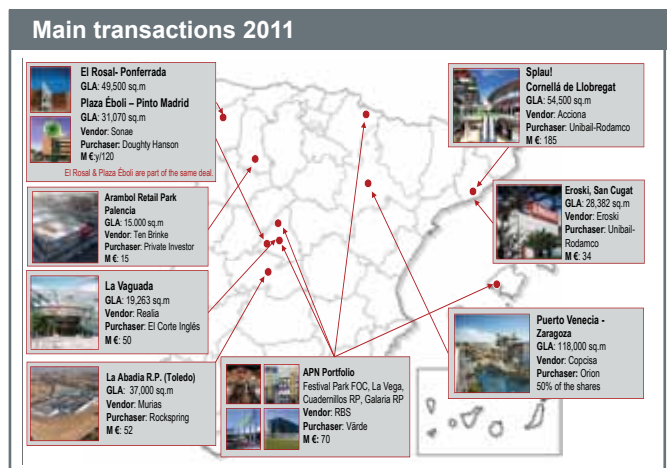 Main transactions 2011
El Rosal- Ponferrada
GLA: 49,500 sq.m
Plaza Éboli – Pinto Madrid
GLA: 31,070 sq.m
Vendor: Sonae
Purchaser: Doughty Hanson
M €:y/120
El Rosal & Plaza Éboli are part of the same deal.
Arambol Retail Park
Palencia
GLA: 15.000 sq.m
Vendor: Ten Brinke
Purchaser: Private Investor
M €: 15
La Vaguada
GLA: 19,263 sq.m
Vendor: Realia
Purchaser: El Corte Inglés
M €: 50
La Abadia R.P. (Toledo)
GLA: 37,000 sq.m
Vendor: Murias
Purchaser: Rockspring
M €: 52
APN Portfolio
Festival Park FOC, La Vega,
Cuadernillos RP, Galaria RP
Vendor: RBS
Purchaser: Värde
M €: 70
Splau!
Cornellá de Llobregat
GLA: 54,500 sq.m
Vendor: Acciona
Purchaser: Unibail-Rodamco
M €: 185
Eroski, San Cugat
GLA: 28,382 sq.m
Vendor: Eroski
Purchaser: Unibail-
Rodamco
M €: 34
Puerto Venecia -
Zaragoza
GLA: 118,000 sq.m
Vendor: Copcisa
Purchaser: Orion
50% of the shares